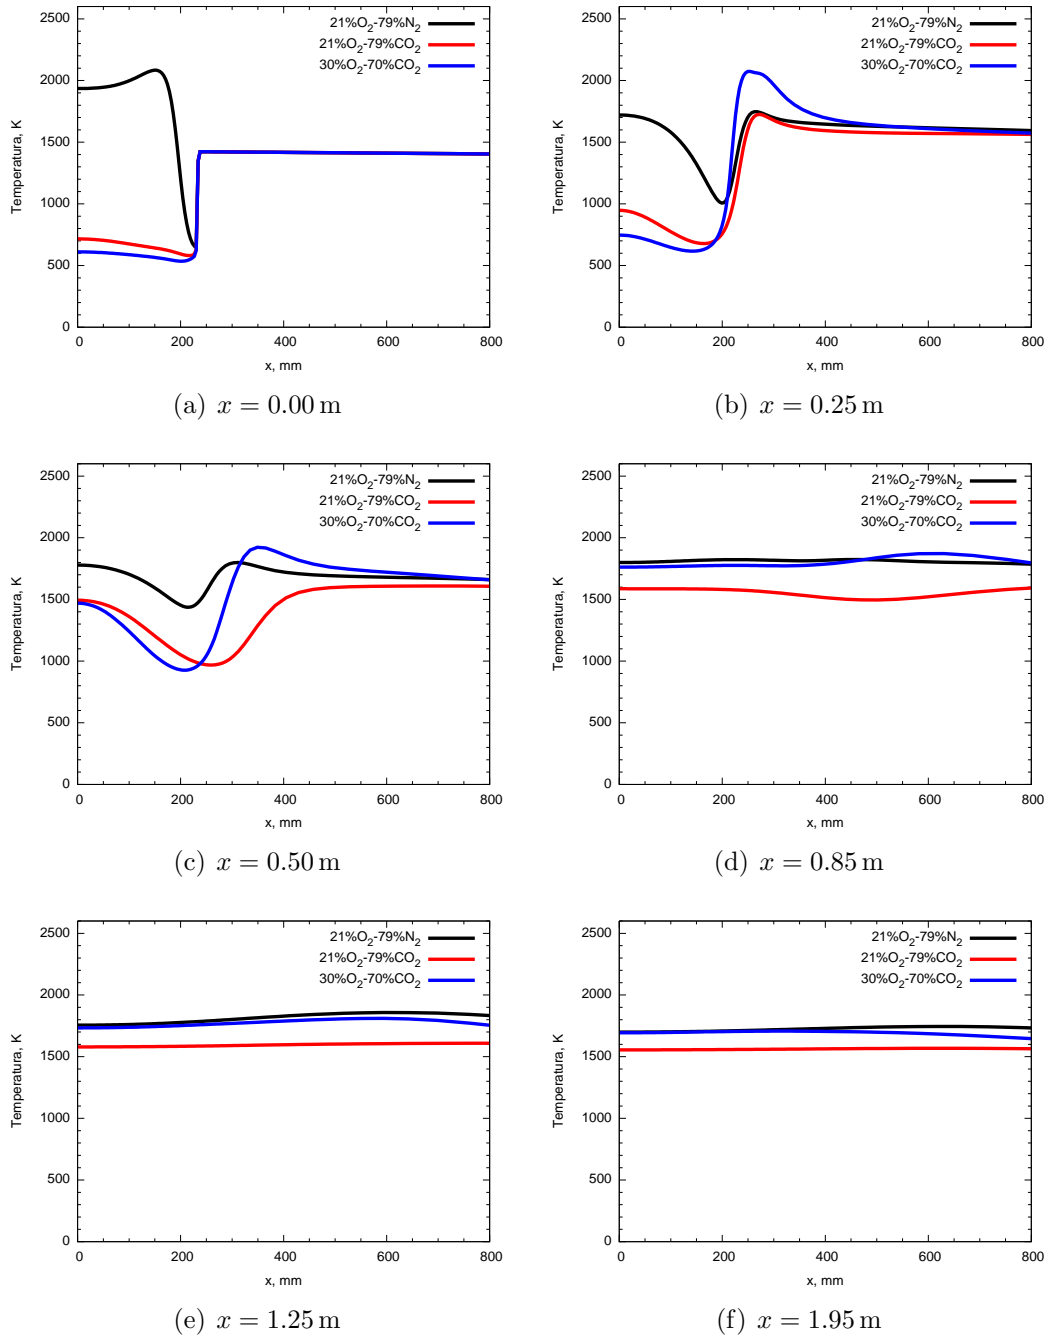 2500
2000
1500
1000
500
0
0 200 400 600 800
Temperatura, K
x, mm
21%O2-79%N2
21%O2-79%CO2
30%O2-70%CO2
(a) x = 0.00 m
2500
2000
1500
1000
500
0
0 200 400 600 800
Temperatura, K
x, mm
21%O2-79%N2
21%O2-79%CO2
30%O2-70%CO2
(b) x = 0.25 m
2500
2000
1500
1000
500
0
0 200 400 600 800
Temperatura, K
x, mm
21%O2-79%N2
21%O2-79%CO2
30%O2-70%CO2
(c) x = 0.50 m
2500
2000
1500
1000
500
0
0 200 400 600 800
Temperatura, K
x, mm
21%O2-79%N2
21%O2-79%CO2
30%O2-70%CO2
(d) x = 0.85 m
2500
2000
1500
1000
500
0
0 200 400 600 800
Temperatura, K
x, mm
21%O2-79%N2
21%O2-79%CO2
30%O2-70%CO2
(e) x = 1.25 m
2500
2000
1500
1000
500
0
0 200 400 600 800
Temperatura, K
x, mm
21%O2-79%N2
21%O2-79%CO2
30%O2-70%CO2
(f) x = 1.95 m